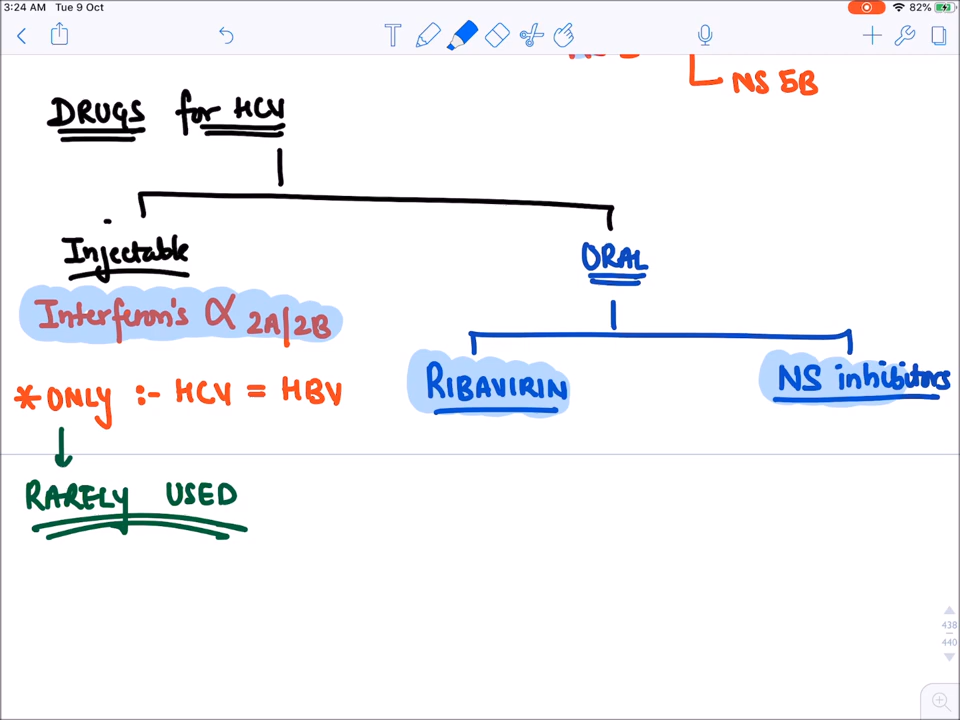 3:24 AM Tue 9 Oct
82%
T
NS 5B
DRUGS for HCV
Injectable
ORAL
Interferon's α 2A/2B
RIBAVIRIN
NS inhibitors
*ONLY :- HCV = HBV
RARELY USED
438
440